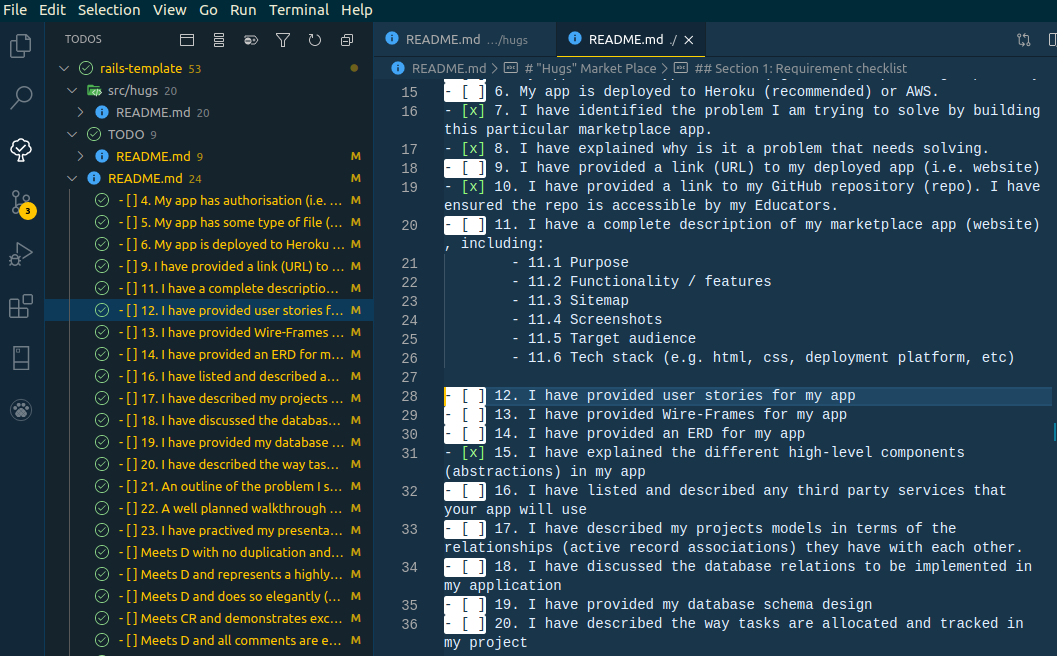 File Edit Selection View Go Run Terminal Help
TODOS
README.md .../hugs
README.md ./
README.md > # "Hugs" Market Place > ## Section 1: Requirement checklist
3
rails-template 53
src/hugs 20
README.md 20
TODO 9
README.md 9 M
README.md 24 M
- [ ] 4. My app has authorisation (i.e. ... M
- [ ] 5. My app has some type of file (... M
- [ ] 6. My app is deployed to Heroku ... M
- [ ] 9. I have provided a link (URL) to ... M
- [ ] 11. I have a complete descriptio... M
- [ ] 12. I have provided user stories f... M
- [ ] 13. I have provided Wire-Frames ... M
- [ ] 14. I have provided an ERD for m... M
- [ ] 16. I have listed and described a... M
- [ ] 17. I have described my projects ... M
- [ ] 18. I have discussed the databas... M
- [ ] 19. I have provided my database ... M
- [ ] 20. I have described the way tas... M
- [ ] 21. An outline of the problem I s... M
- [ ] 22. A well planned walkthrough ... M
- [ ] 23. I have practived my presenta... M
- [ ] Meets D with no duplication and... M
- [ ] Meets D and represents a highly... M
- [ ] Meets D and does so elegantly (... M
- [ ] Meets CR and demonstrates exc... M
- [ ] Meets D and all comments are e... M
15 - [ ] 6. My app is deployed to Heroku (recommended) or AWS.
16 - [x] 7. I have identified the problem I am trying to solve by building
this particular marketplace app.
17 - [x] 8. I have explained why is it a problem that needs solving.
18 - [ ] 9. I have provided a link (URL) to my deployed app (i.e. website)
19 - [x] 10. I have provided a link to my GitHub repository (repo). I have
ensured the repo is accessible by my Educators.
20 - [ ] 11. I have a complete description of my marketplace app (website)
, including:
21 - 11.1 Purpose
22 - 11.2 Functionality / features
23 - 11.3 Sitemap
24 - 11.4 Screenshots
25 - 11.5 Target audience
26 - 11.6 Tech stack (e.g. html, css, deployment platform, etc)
27
28 - [ ] 12. I have provided user stories for my app
29 - [ ] 13. I have provided Wire-Frames for my app
30 - [ ] 14. I have provided an ERD for my app
31 - [x] 15. I have explained the different high-level components
(abstractions) in my app
32 - [ ] 16. I have listed and described any third party services that
your app will use
33 - [ ] 17. I have described my projects models in terms of the
relationships (active record associations) they have with each other.
34 - [ ] 18. I have discussed the database relations to be implemented in
my application
35 - [ ] 19. I have provided my database schema design
36 - [ ] 20. I have described the way tasks are allocated and tracked in
my project